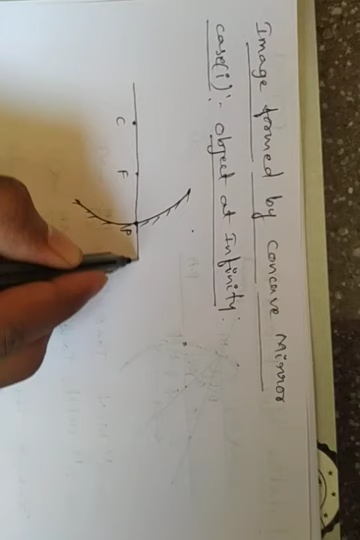 Image formed by concave Mirror
case(i):- object at Infinity:
C
F
P